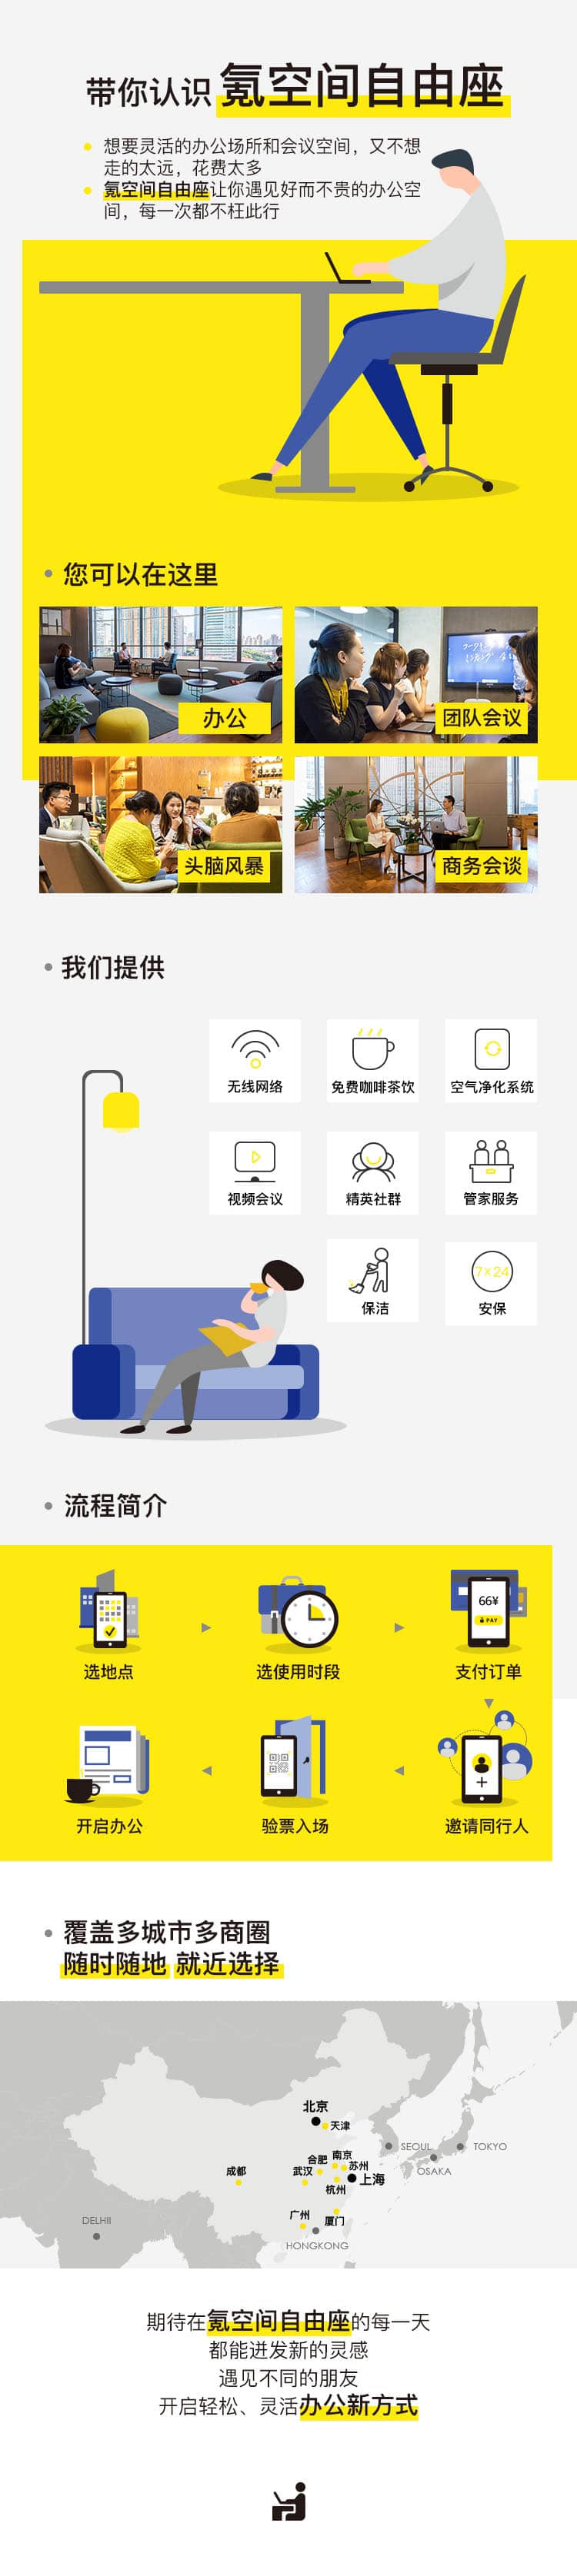 带你认识 氪空间自由座
想要灵活的办公场所和会议空间，又不想
走的太远，花费太多
氪空间自由座让你遇见好而不贵的办公空
间，每一次都不枉此行
您可以在这里
办公
团队会议
头脑风暴
商务会谈
我们提供
无线网络
免费咖啡茶饮
空气净化系统
视频会议
精英社群
管家服务
保洁
7×24
安保
流程简介
66¥
PAY
选地点
选使用时段
支付订单
开启办公
验票入场
邀请同行人
覆盖多城市多商圈
随时随地 就近选择
北京
天津
SEOUL
TOKYO
合肥
南京
苏州
成都
武汉
上海
OSAKA
杭州
广州
厦门
DELHII
HONGKONG
期待在氪空间自由座的每一天
都能迸发新的灵感
遇见不同的朋友
开启轻松、灵活办公新方式